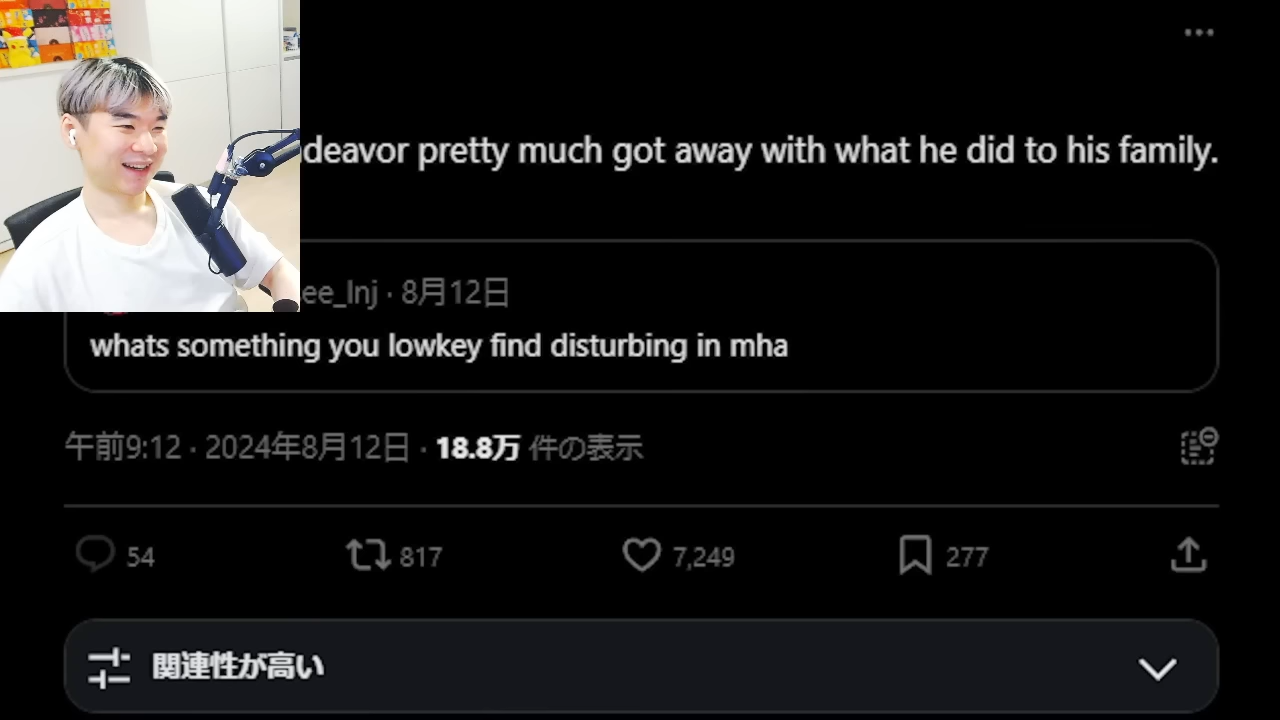 deavor pretty much got away with what he did to his family.
ee_Inj · 8月12日
whats something you lowkey find disturbing in mha
午前9:12 · 2024年8月12日 · 18.8万 件の表示
54 817 7,249 277
関連性が高い